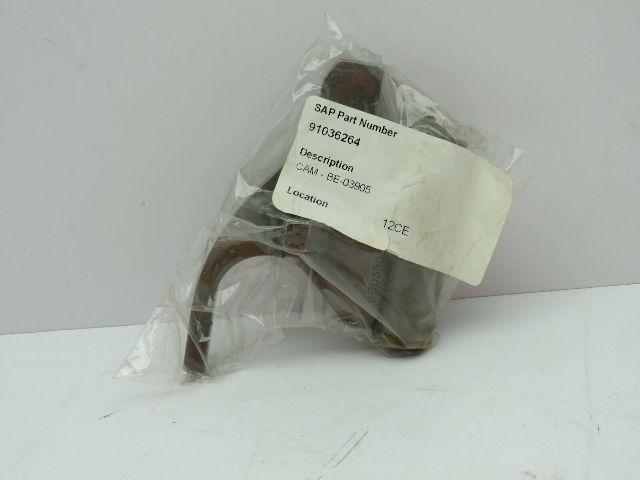 SAP Part Number
91036264
Description
CAM - BE-03905
Location
12CE